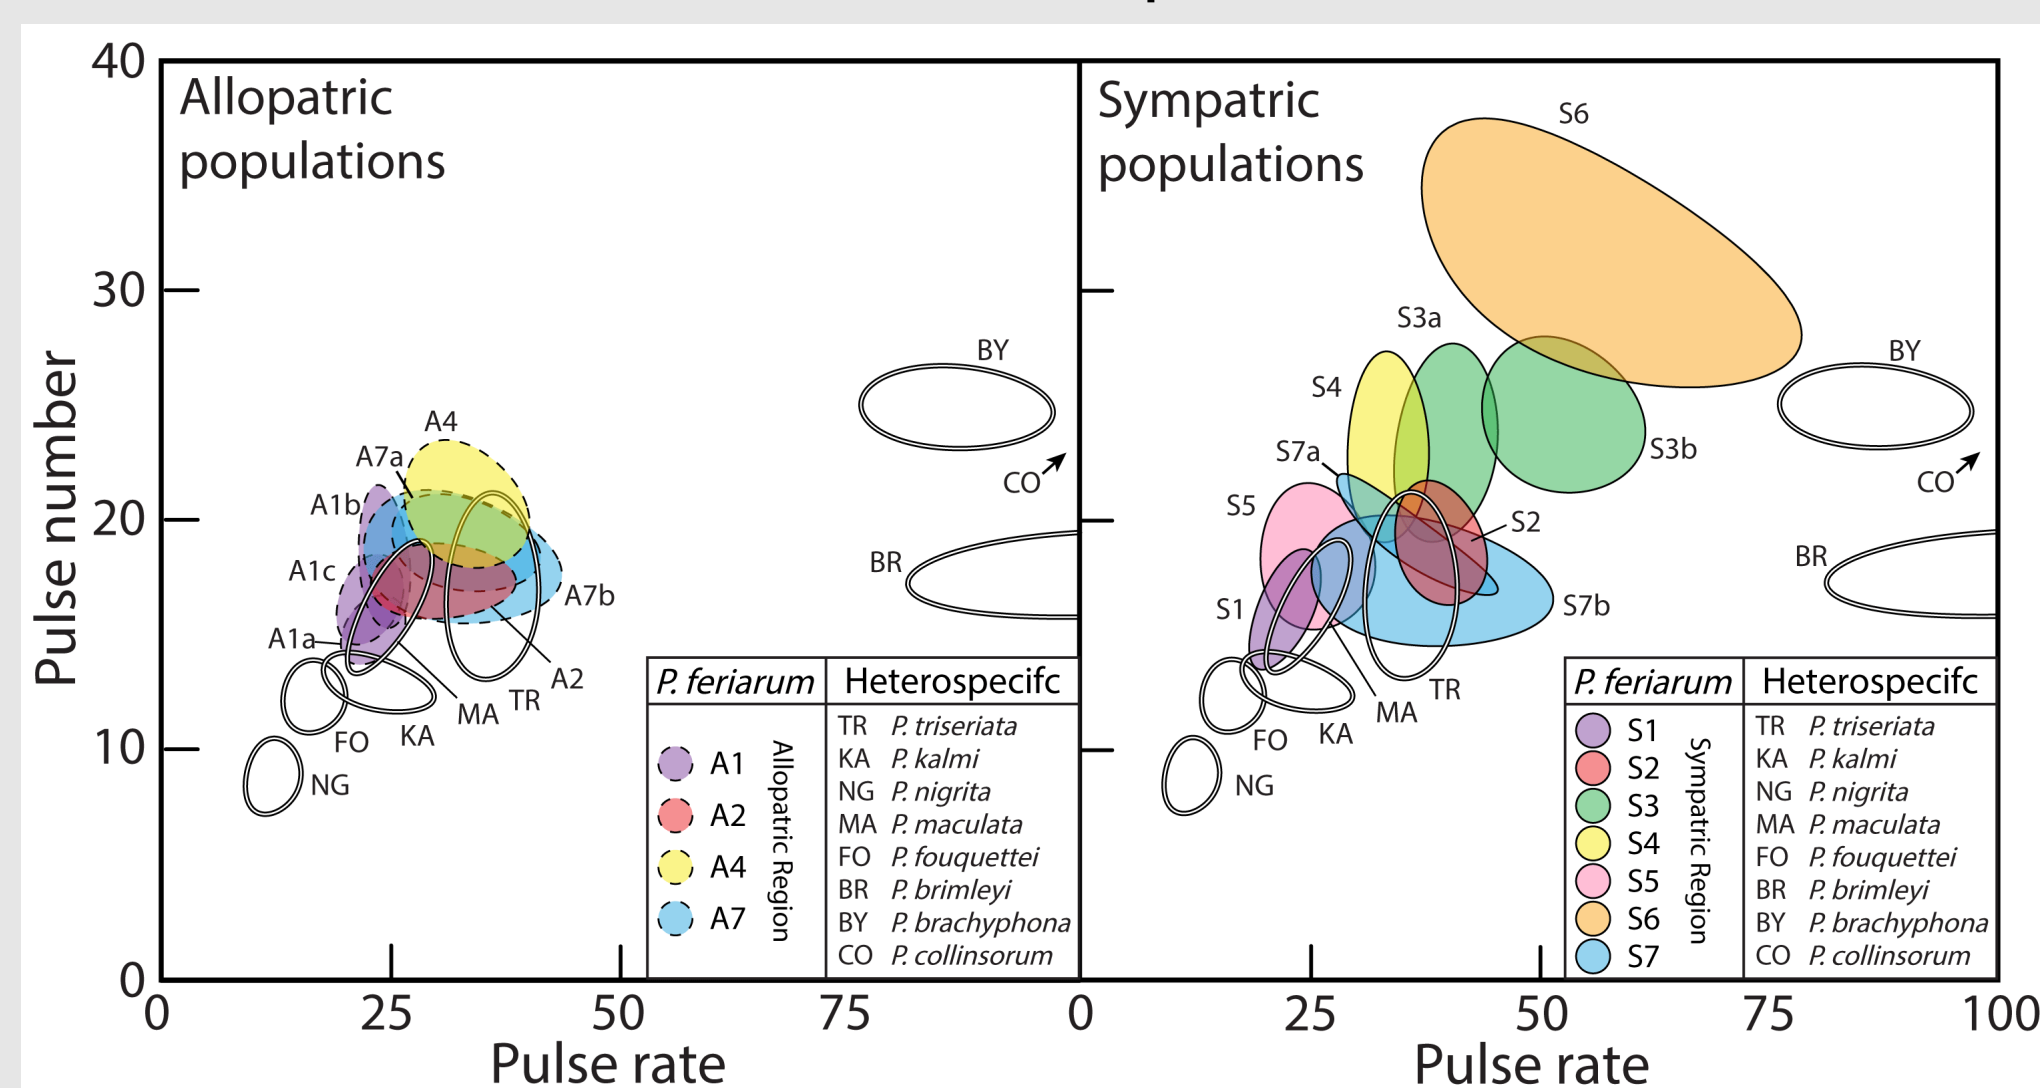 40
30
20
10
0
Pulse number
Allopatric
populations
A4
A7a
A1b
A1c
A1a
A7b
A2
TR
MA
KA
FO
NG
BY
CO
BR
P. feriarum
Heterospecifc
A1
A2
A4
A7
Allopatric Region
TR P. triseriata
KA P. kalmi
NG P. nigrita
MA P. maculata
FO P. fouquettei
BR P. brimleyi
BY P. brachyphona
CO P. collinsorum
0 25 50 75
Pulse rate
Sympatric
populations
S6
S3a
S4
S7a
S5
S1
S3b
S2
S7b
TR
MA
KA
FO
NG
BY
CO
BR
P. feriarum
Heterospecifc
S1
S2
S3
S4
S5
S6
S7
Sympatric Region
TR P. triseriata
KA P. kalmi
NG P. nigrita
MA P. maculata
FO P. fouquettei
BR P. brimleyi
BY P. brachyphona
CO P. collinsorum
0 25 50 75 100
Pulse rate